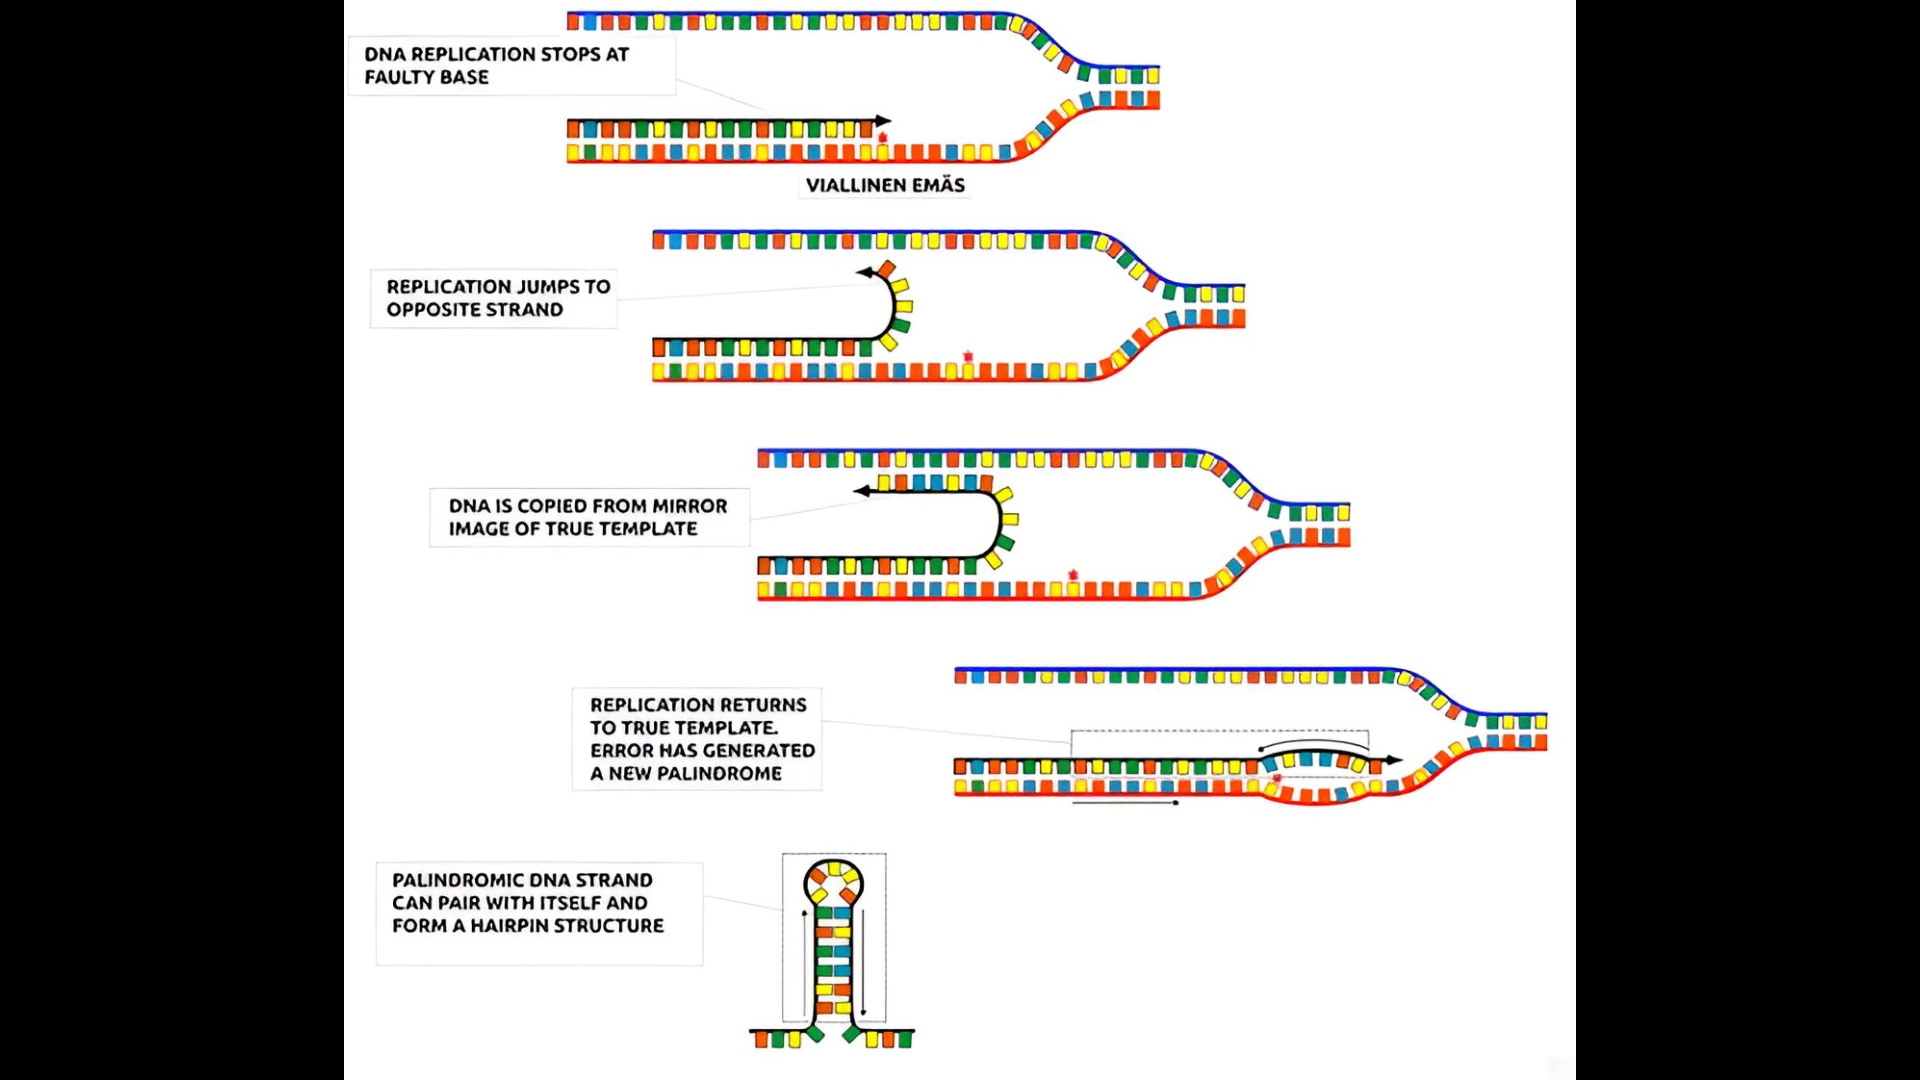 DNA REPLICATION STOPS AT
FAULTY BASE
VIALLINEN EMÄS
REPLICATION JUMPS TO
OPPOSITE STRAND
DNA IS COPIED FROM MIRROR
IMAGE OF TRUE TEMPLATE
REPLICATION RETURNS
TO TRUE TEMPLATE.
ERROR HAS GENERATED
A NEW PALINDROME
PALINDROMIC DNA STRAND
CAN PAIR WITH ITSELF AND
FORM A HAIRPIN STRUCTURE